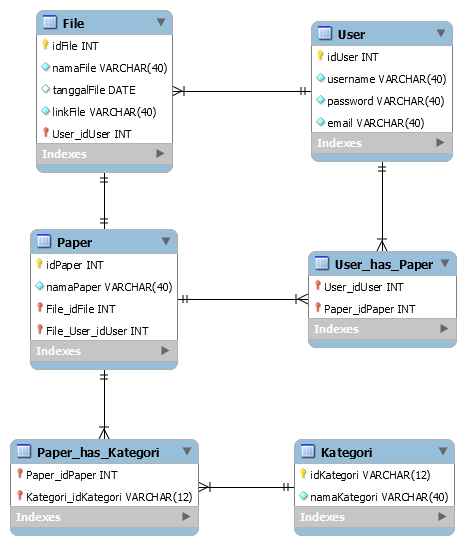 File
idFile INT
namaFile VARCHAR(40)
tanggalFile DATE
linkFile VARCHAR(40)
User_idUser INT
Indexes
User
idUser INT
username VARCHAR(40)
password VARCHAR(40)
email VARCHAR(40)
Indexes
Paper
idPaper INT
namaPaper VARCHAR(40)
File_idFile INT
File_User_idUser INT
Indexes
User_has_Paper
User_idUser INT
Paper_idPaper INT
Indexes
Paper_has_Kategori
Paper_idPaper INT
Kategori_idKategori VARCHAR(12)
Indexes
Kategori
idKategori VARCHAR(12)
namaKategori VARCHAR(40)
Indexes